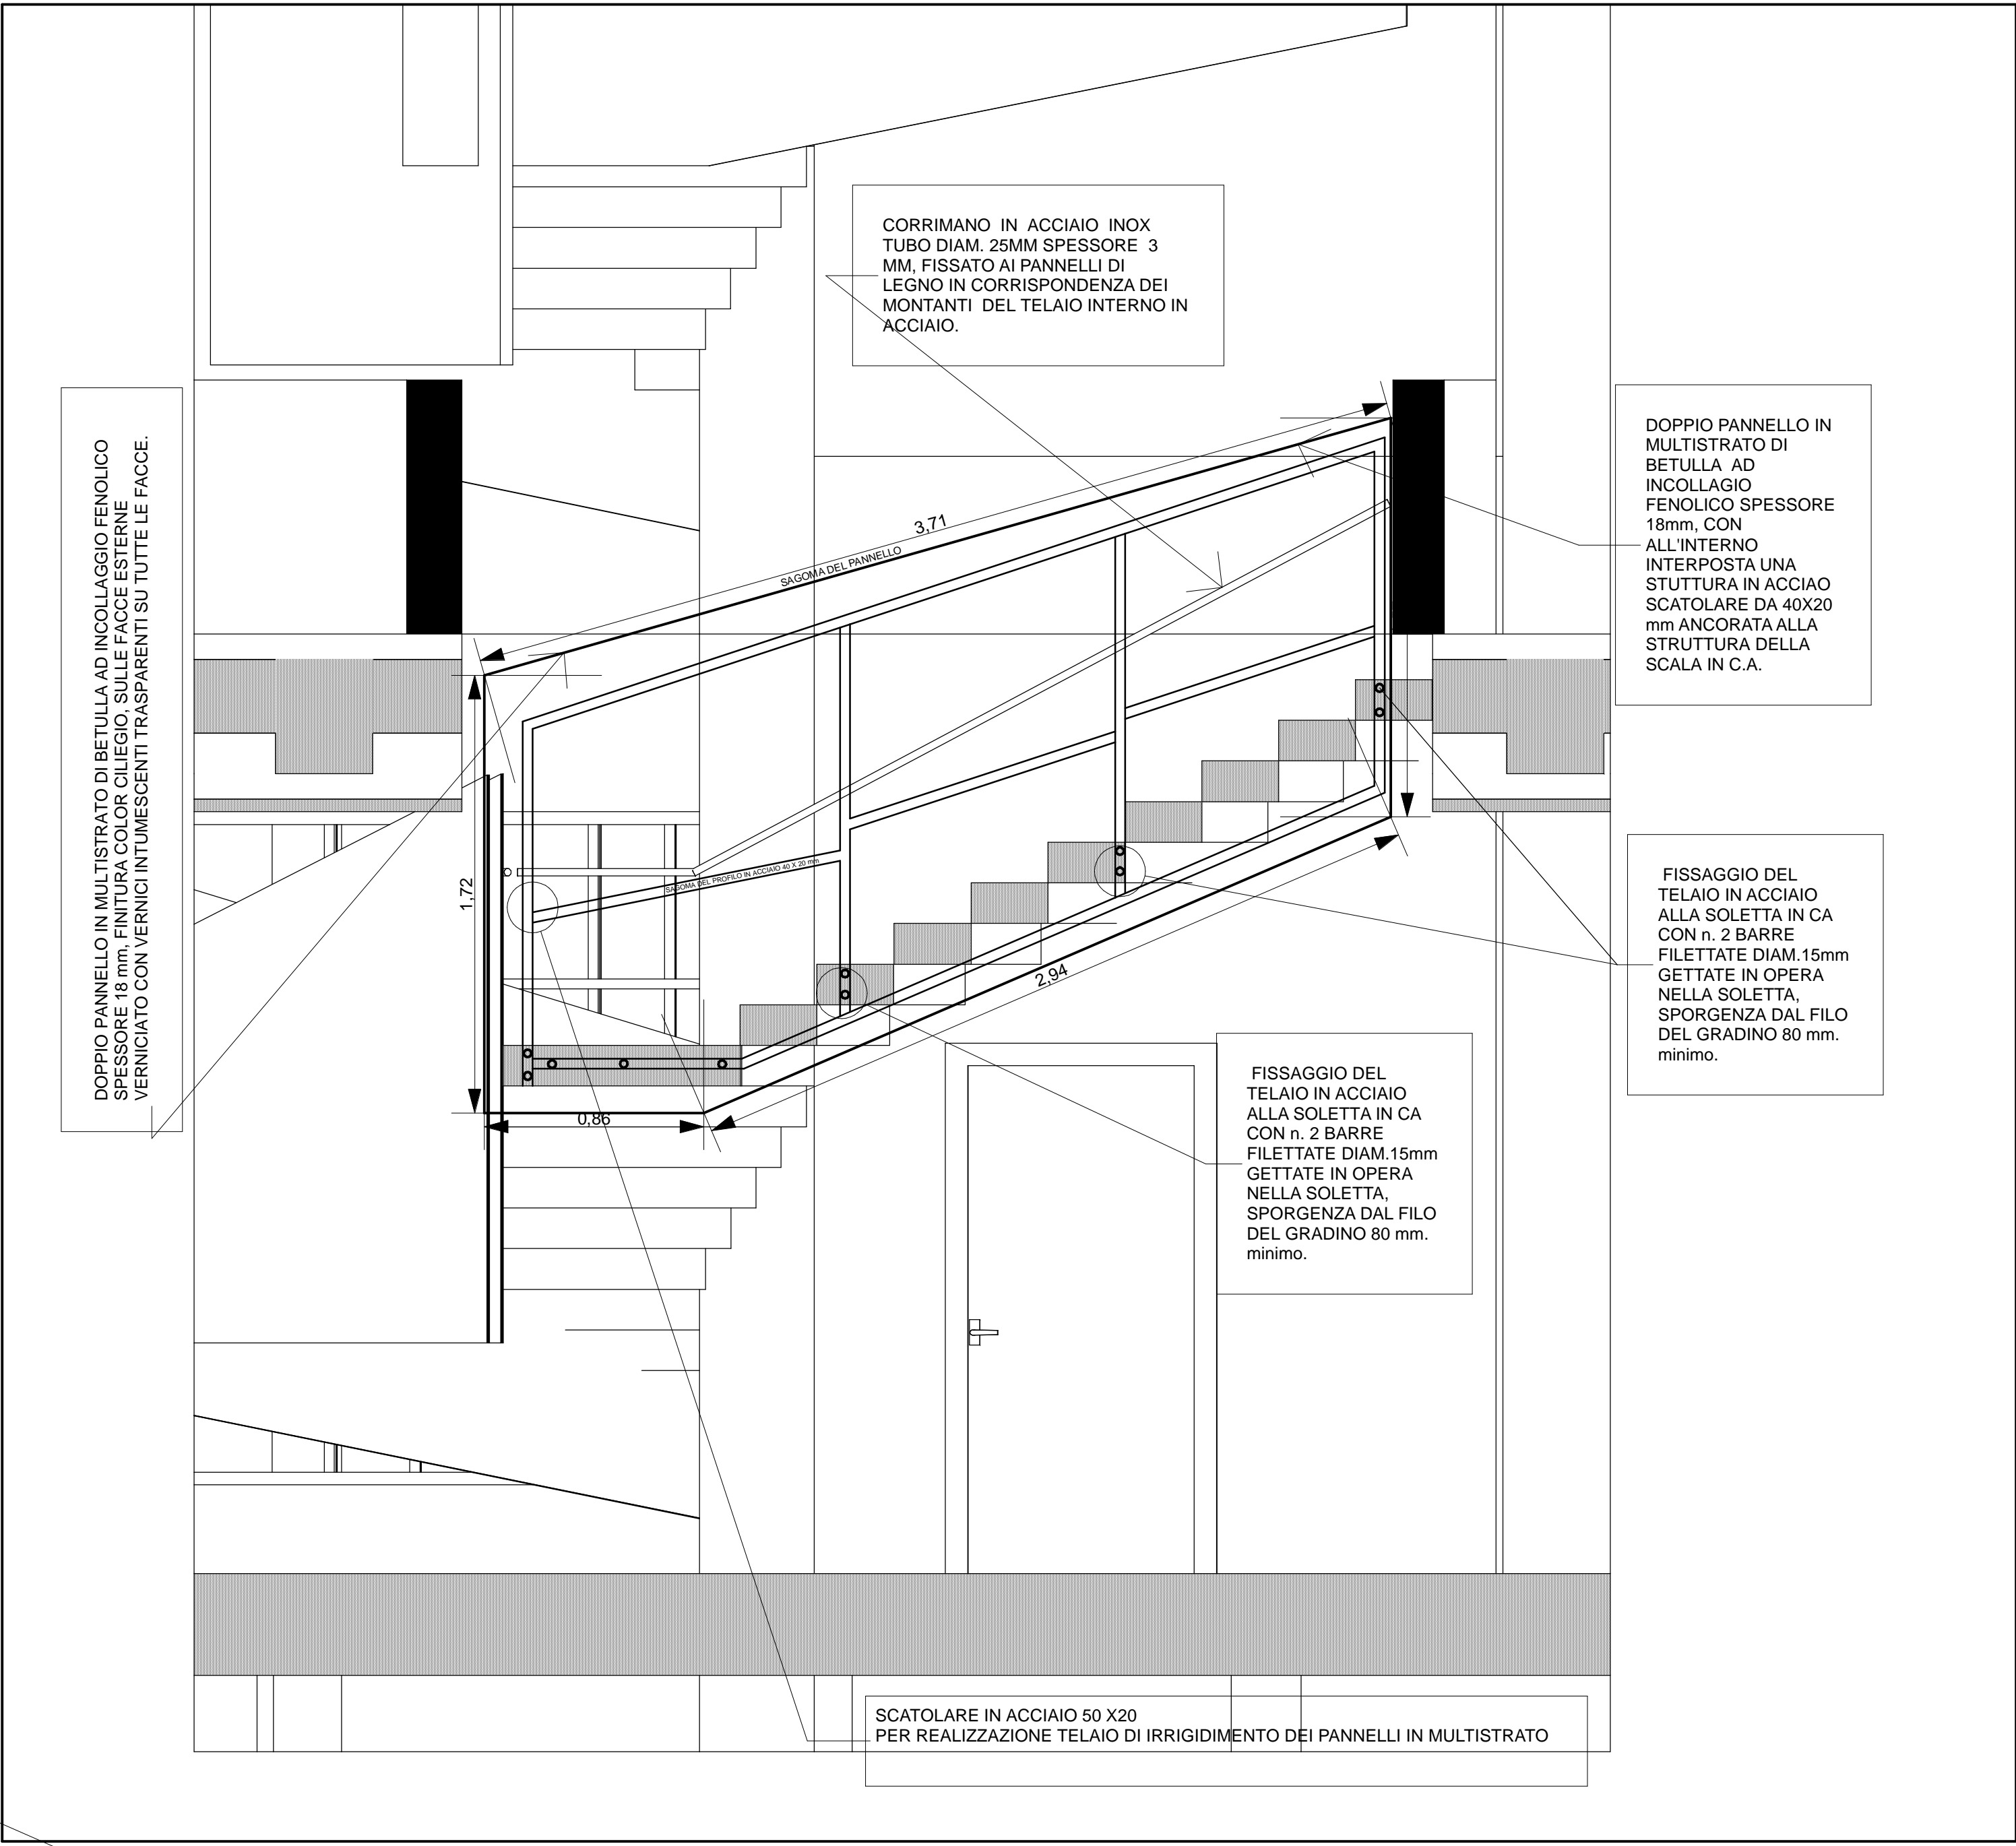 CORRIMANO IN ACCIAIO INOX
TUBO DIAM. 25MM SPESSORE 3
MM, FISSATO AI PANNELLI DI
LEGNO IN CORRISPONDENZA DEI
MONTANTI DEL TELAIO INTERNO IN
ACCIAIO.
DOPPIO PANNELLO IN MULTISTRATO DI BETULLA AD INCOLLAGGIO FENOLICO
SPESSORE 18 mm, FINITURA COLOR CILIEGIO, SULLE FACCE ESTERNE
VERNICIATO CON VERNICI INTUMESCENTI TRASPARENTI SU TUTTE LE FACCE.
DOPPIO PANNELLO IN
MULTISTRATO DI
BETULLA AD
INCOLLAGIO
FENOLICO SPESSORE
18mm, CON
ALL'INTERNO
INTERPOSTA UNA
STUTTURA IN ACCIAO
SCATOLARE DA 40X20
mm ANCORATA ALLA
STRUTTURA DELLA
SCALA IN C.A.
3,71
SAGOMA DEL PANNELLO
1,72
SAGOMA DEL PROFILO IN ACCIAIO 40 X 20 mm
2,94
0,86
FISSAGGIO DEL
TELAIO IN ACCIAIO
ALLA SOLETTA IN CA
CON n. 2 BARRE
FILETTATE DIAM.15mm
GETTATE IN OPERA
NELLA SOLETTA,
SPORGENZA DAL FILO
DEL GRADINO 80 mm.
minimo.
FISSAGGIO DEL
TELAIO IN ACCIAIO
ALLA SOLETTA IN CA
CON n. 2 BARRE
FILETTATE DIAM.15mm
GETTATE IN OPERA
NELLA SOLETTA,
SPORGENZA DAL FILO
DEL GRADINO 80 mm.
minimo.
SCATOLARE IN ACCIAIO 50 X20
PER REALIZZAZIONE TELAIO DI IRRIGIDIMENTO DEI PANNELLI IN MULTISTRATO